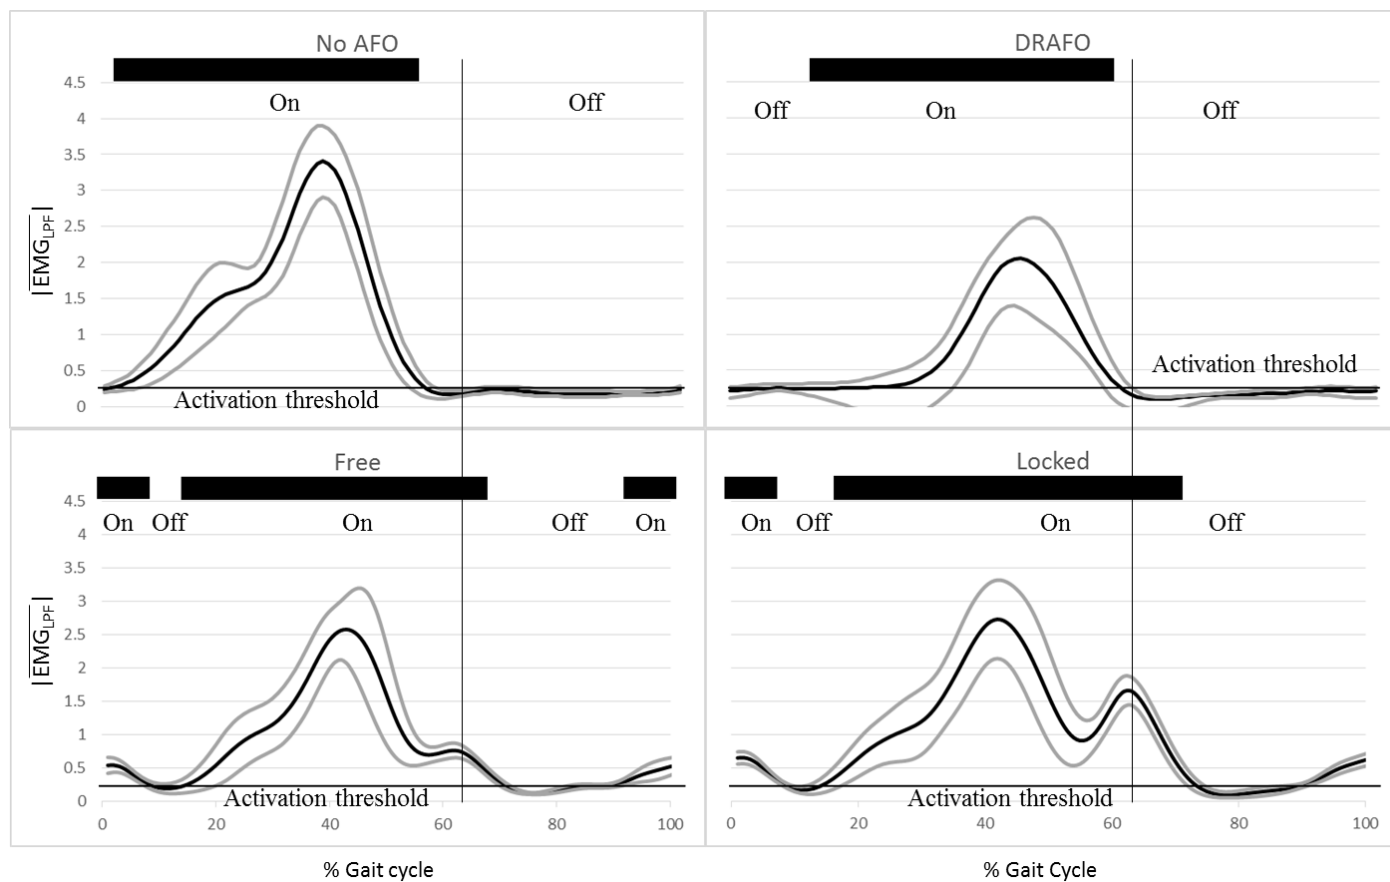 No AFO
4.5
On
Off
4
3.5
3
2.5
2
1.5
1
0.5
0
|EMG_LPF|
Activation threshold
DRAFO
Off
On
Off
Activation threshold
Free
4.5
On
Off
On
Off
On
4
3.5
3
2.5
2
1.5
1
0.5
0
|EMG_LPF|
Activation threshold
0 20 40 60 80 100
% Gait cycle
Locked
On
Off
On
Off
Activation threshold
0 20 40 60 80 100
% Gait Cycle